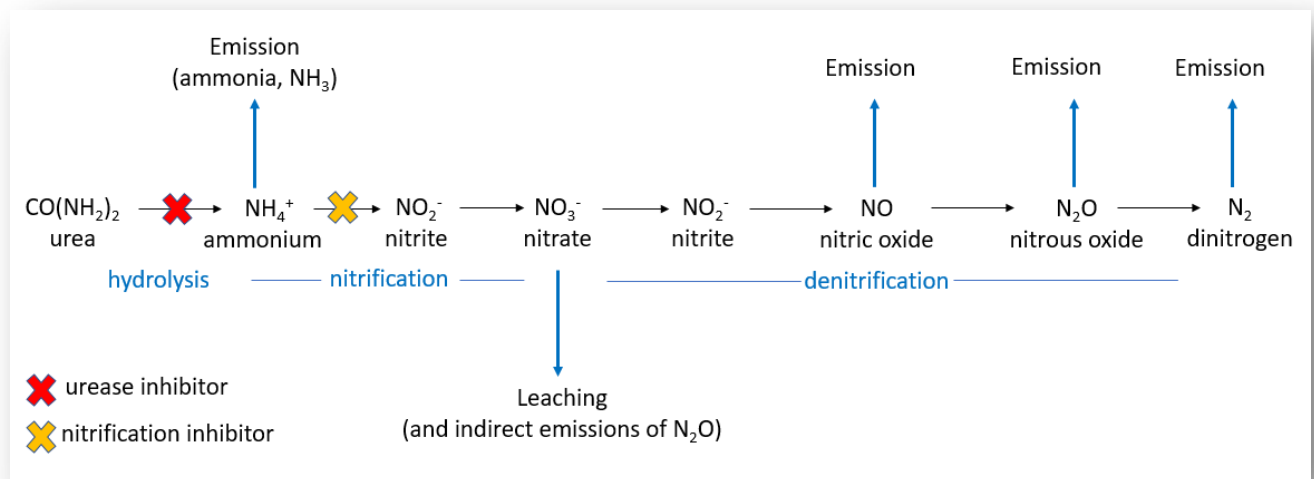 Emission
(ammonia, NH₃)
Emission
Emission
Emission
CO(NH₂)₂
NH₄⁺
NO₂⁻
NO₃⁻
NO₂⁻
NO
N₂O
N₂
urea
ammonium
nitrite
nitrate
nitrite
nitric oxide
nitrous oxide
dinitrogen
hydrolysis
nitrification
denitrification
urease inhibitor
nitrification inhibitor
Leaching
(and indirect emissions of N₂O)